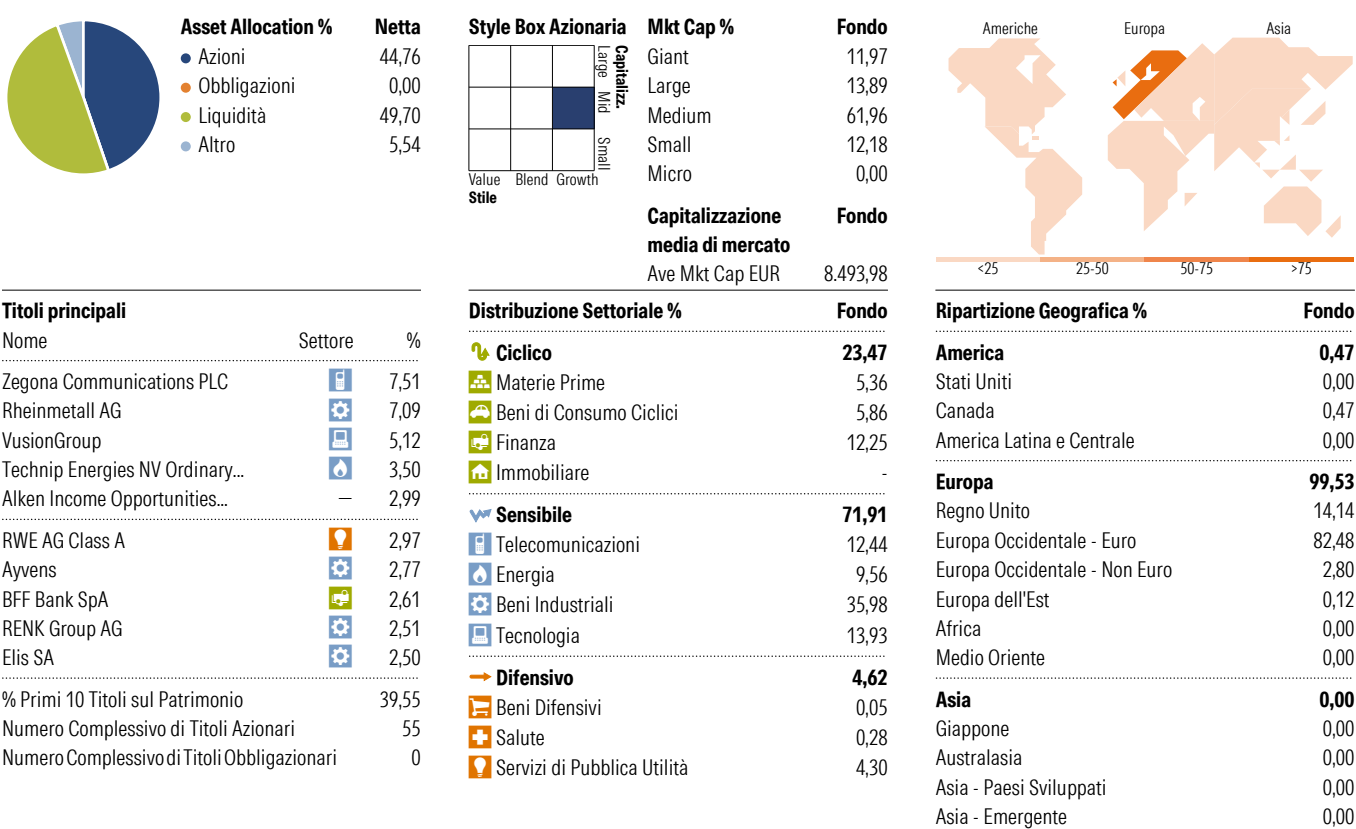 Asset Allocation % Netta
Azioni 44,76
Obbligazioni 0,00
Liquidità 49,70
Altro 5,54
Style Box Azionaria
Capitalizz.
Large Mid Small
Value Blend Growth
Stile
Mkt Cap % Fondo
Giant 11,97
Large 13,89
Medium 61,96
Small 12,18
Micro 0,00
Capitalizzazione Fondo
media di mercato
Ave Mkt Cap EUR 8.493,98
Americhe Europa Asia
<25 25-50 50-75 >75
Titoli principali
Nome Settore %
Zegona Communications PLC 7,51
Rheinmetall AG 7,09
VusionGroup 5,12
Technip Energies NV Ordinary... 3,50
Alken Income Opportunities... — 2,99
RWE AG Class A 2,97
Ayvens 2,77
BFF Bank SpA 2,61
RENK Group AG 2,51
Elis SA 2,50
% Primi 10 Titoli sul Patrimonio 39,55
Numero Complessivo di Titoli Azionari 55
Numero Complessivo di Titoli Obbligazionari 0
Distribuzione Settoriale % Fondo
Ciclico 23,47
Materie Prime 5,36
Beni di Consumo Ciclici 5,86
Finanza 12,25
Immobiliare -
Sensibile 71,91
Telecomunicazioni 12,44
Energia 9,56
Beni Industriali 35,98
Tecnologia 13,93
Difensivo 4,62
Beni Difensivi 0,05
Salute 0,28
Servizi di Pubblica Utilità 4,30
Ripartizione Geografica % Fondo
America 0,47
Stati Uniti 0,00
Canada 0,47
America Latina e Centrale 0,00
Europa 99,53
Regno Unito 14,14
Europa Occidentale - Euro 82,48
Europa Occidentale - Non Euro 2,80
Europa dell'Est 0,12
Africa 0,00
Medio Oriente 0,00
Asia 0,00
Giappone 0,00
Australasia 0,00
Asia - Paesi Sviluppati 0,00
Asia - Emergente 0,00